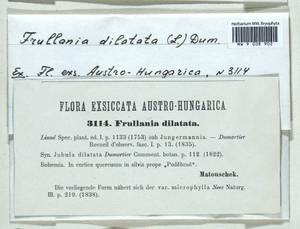 Herbarium MW, Bryophyta
Frullania dilatata (L) Dum.
Ex. Fl. exs. Austro-Hungarica, N 3114
FLORA EXSICCATA AUSTRO-HUNGARICA.
3114. Frullania dilatata.
Linné Spec. plant. ed. I. p. 1133 (1753) sub Jungermannia. — Dumortier
Recueil d'observ. fasc. I. p. 13. (1835).
Syn. Jubula dilatata Dumortier Comment. botan. p. 112. (1822).
Bohemia. In cortice quercuum in silvis prope
Matouschek.
Die vorliegende Form nähert sich der var. microphylla Nees Naturg.
III. p. 219. (1838).